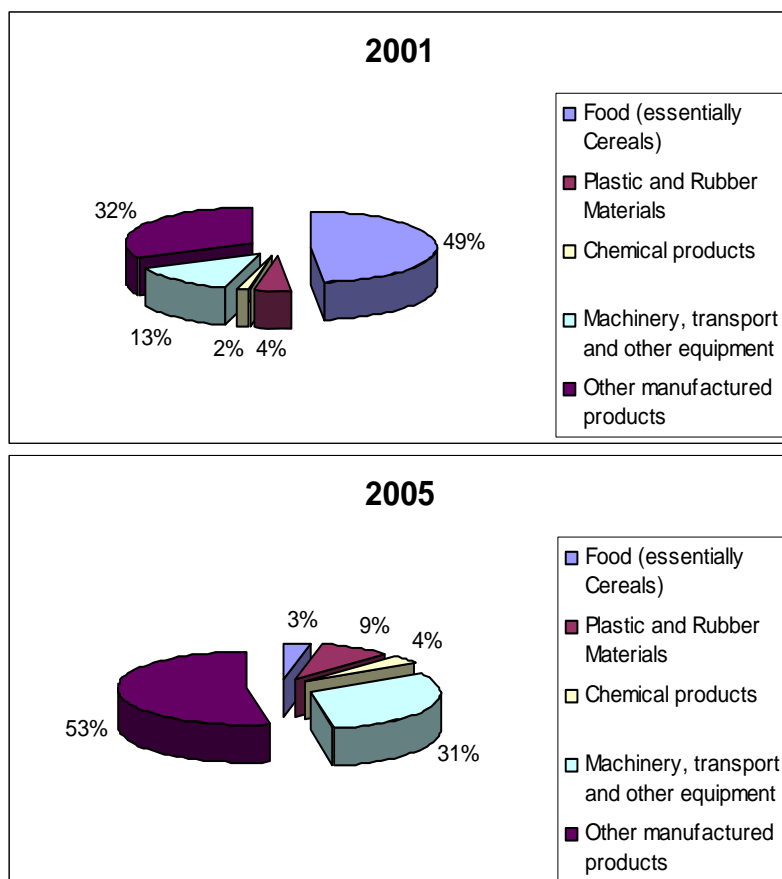 2001
Food (essentially
Cereals)
Plastic and Rubber
Materials
Chemical products
Machinery, transport
and other equipment
Other manufactured
products
32%
49%
13%
2%
4%
2005
Food (essentially
Cereals)
Plastic and Rubber
Materials
Chemical products
Machinery, transport
and other equipment
Other manufactured
products
3%
9%
4%
53%
31%